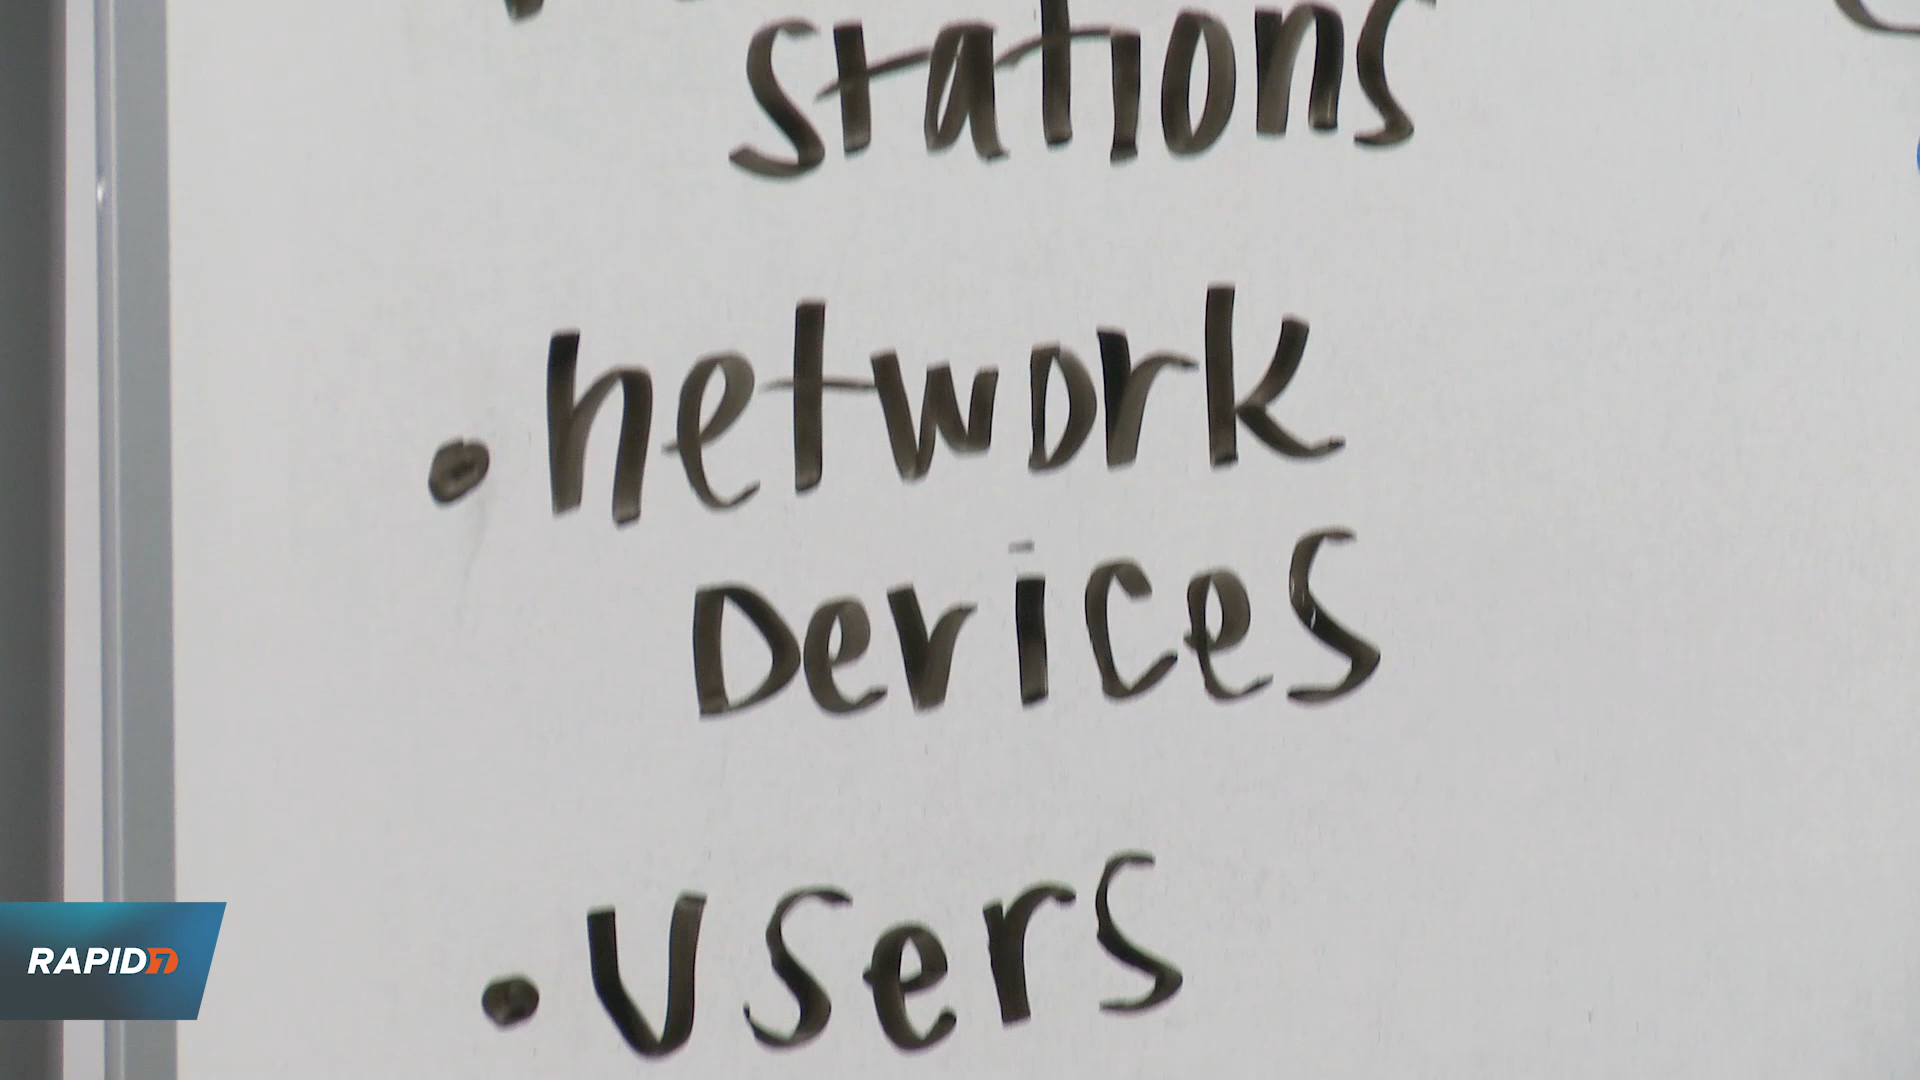 stations
• network
Devices
• users
RAPID7